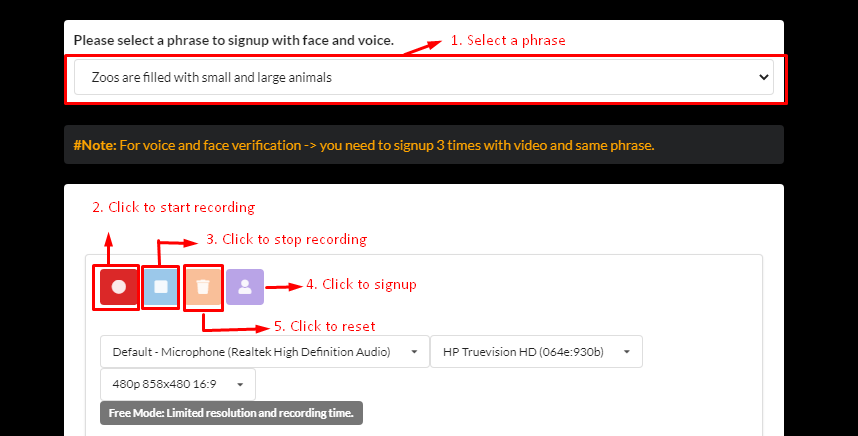 Please select a phrase to signup with face and voice.
1. Select a phrase
Zoos are filled with small and large animals
#Note: For voice and face verification -> you need to signup 3 times with video and same phrase.
2. Click to start recording
3. Click to stop recording
4. Click to signup
5. Click to reset
Default - Microphone (Realtek High Definition Audio)
HP Truevision HD (064e:930b)
480p 858x480 16:9
Free Mode: Limited resolution and recording time.